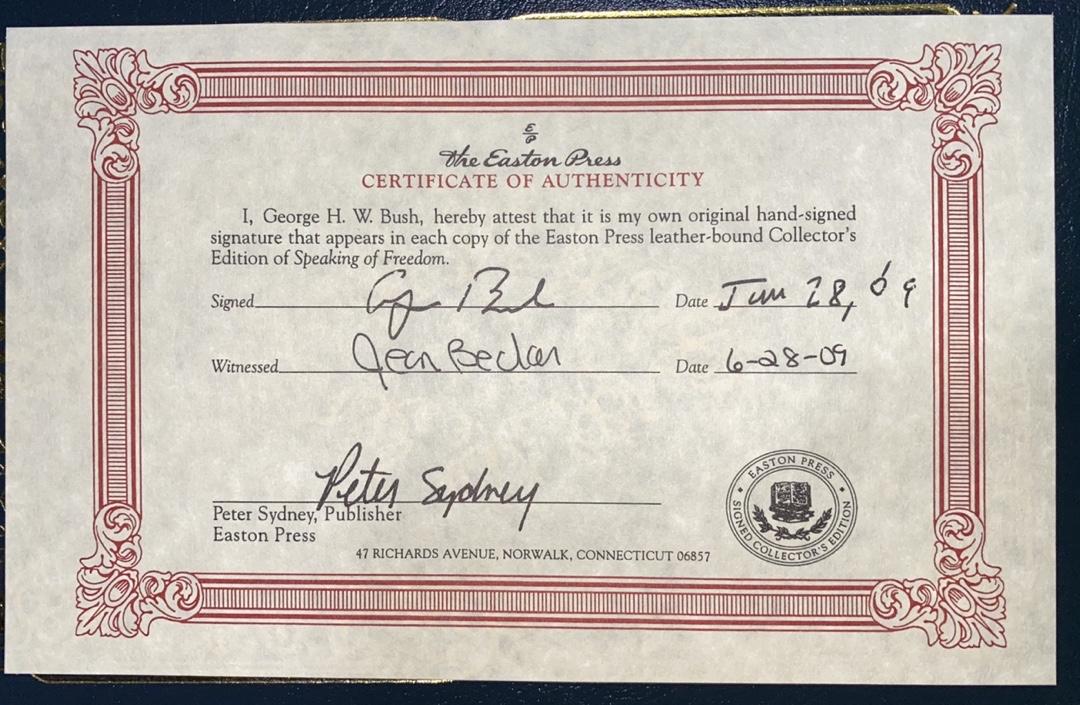 E
P
The Easton Press
CERTIFICATE OF AUTHENTICITY
I, George H. W. Bush, hereby attest that it is my own original hand-signed
signature that appears in each copy of the Easton Press leather-bound Collector's
Edition of Speaking of Freedom.
Signed G Bush Date Jun 28, 09
Witnessed Jean Becker Date 6-28-09
Peter Sydney
Peter Sydney, Publisher
Easton Press
47 RICHARDS AVENUE, NORWALK, CONNECTICUT 06857
EASTON PRESS
SIGNED COLLECTOR'S EDITION